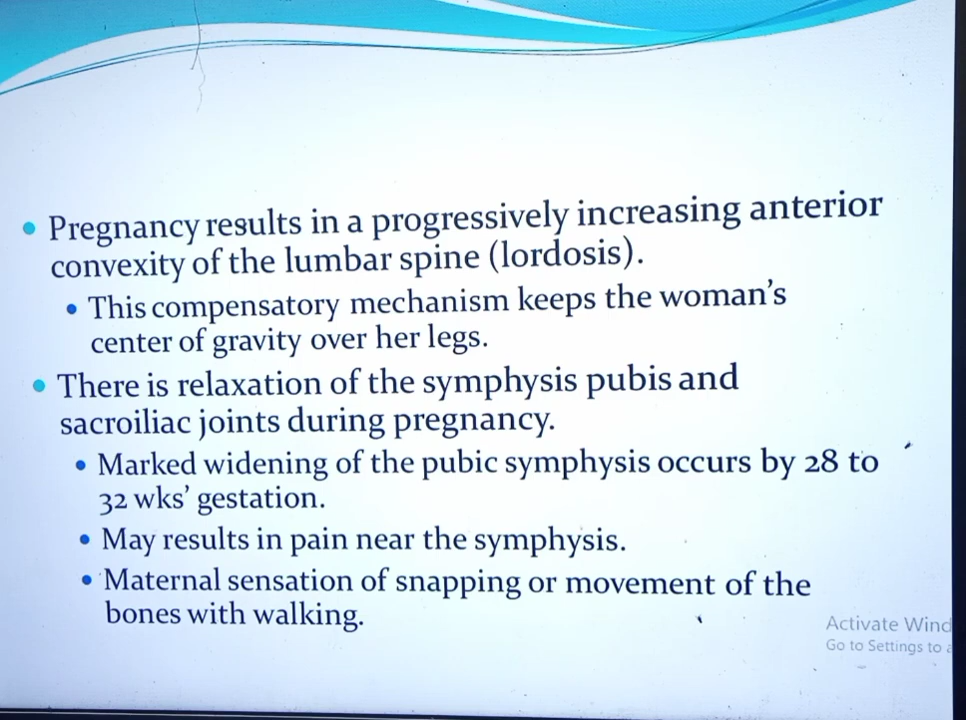 • Pregnancy results in a progressively increasing anterior
convexity of the lumbar spine (lordosis).
• This compensatory mechanism keeps the woman's
center of gravity over her legs.
• There is relaxation of the symphysis pubis and
sacroiliac joints during pregnancy.
• Marked widening of the pubic symphysis occurs by 28 to
32 wks' gestation.
• May results in pain near the symphysis.
• Maternal sensation of snapping or movement of the
bones with walking.
Activate Wind
Go to Settings to a